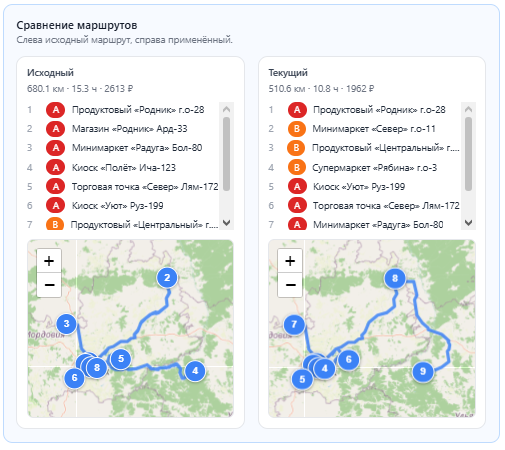 Сравнение маршрутов
Слева исходный маршрут, справа применённый.
Исходный
680.1 км · 15.3 ч · 2613 ₽
1 А Продуктовый «Родник» г.о-28
2 А Магазин «Родник» Ард-33
3 А Минимаркет «Радуга» Бол-80
4 А Киоск «Полёт» Ича-123
5 А Торговая точка «Север» Лям-172
6 А Киоск «Уют» Руз-199
7 В Продуктовый «Центральный» г....
+
−
2
3
5
8
4
6
Мордовия
Текущий
510.6 км · 10.8 ч · 1962 ₽
1 А Продуктовый «Родник» г.о-28
2 В Минимаркет «Север» г.о-11
3 В Продуктовый «Центральный» г....
4 В Супермаркет «Рябина» г.о-3
5 А Киоск «Уют» Руз-199
6 А Торговая точка «Север» Лям-172
7 А Минимаркет «Радуга» Бол-80
+
−
8
7
6
4
9
5